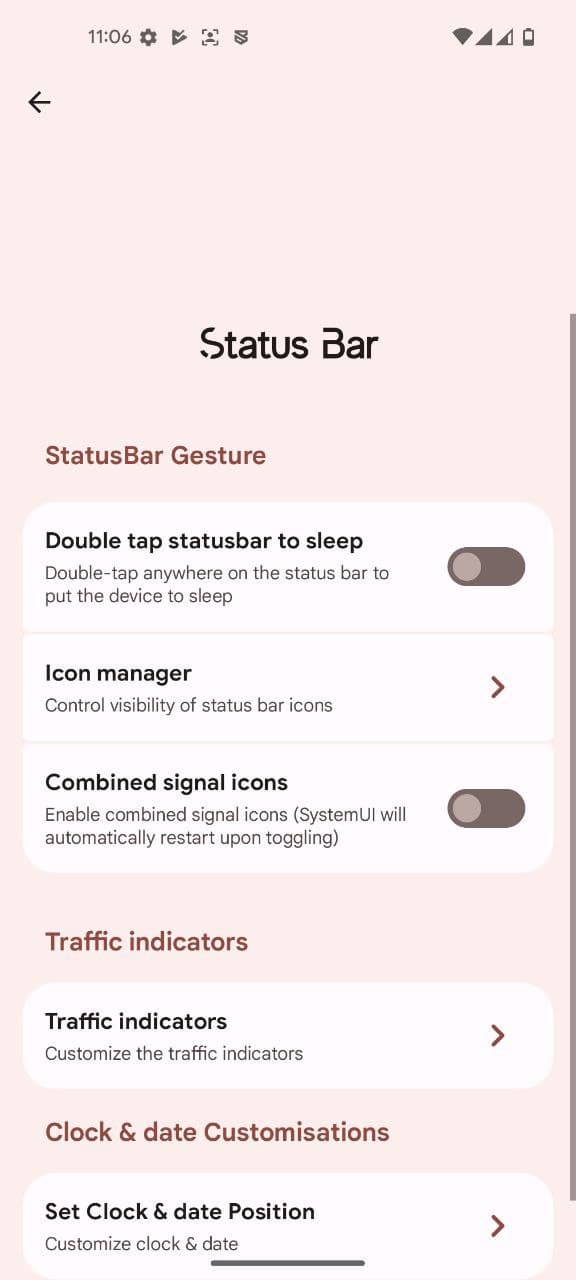 11:06
Status Bar
StatusBar Gesture
Double tap statusbar to sleep
Double-tap anywhere on the status bar to
put the device to sleep
Icon manager
Control visibility of status bar icons
Combined signal icons
Enable combined signal icons (SystemUI will
automatically restart upon toggling)
Traffic indicators
Traffic indicators
Customize the traffic indicators
Clock & date Customisations
Set Clock & date Position
Customize clock & date